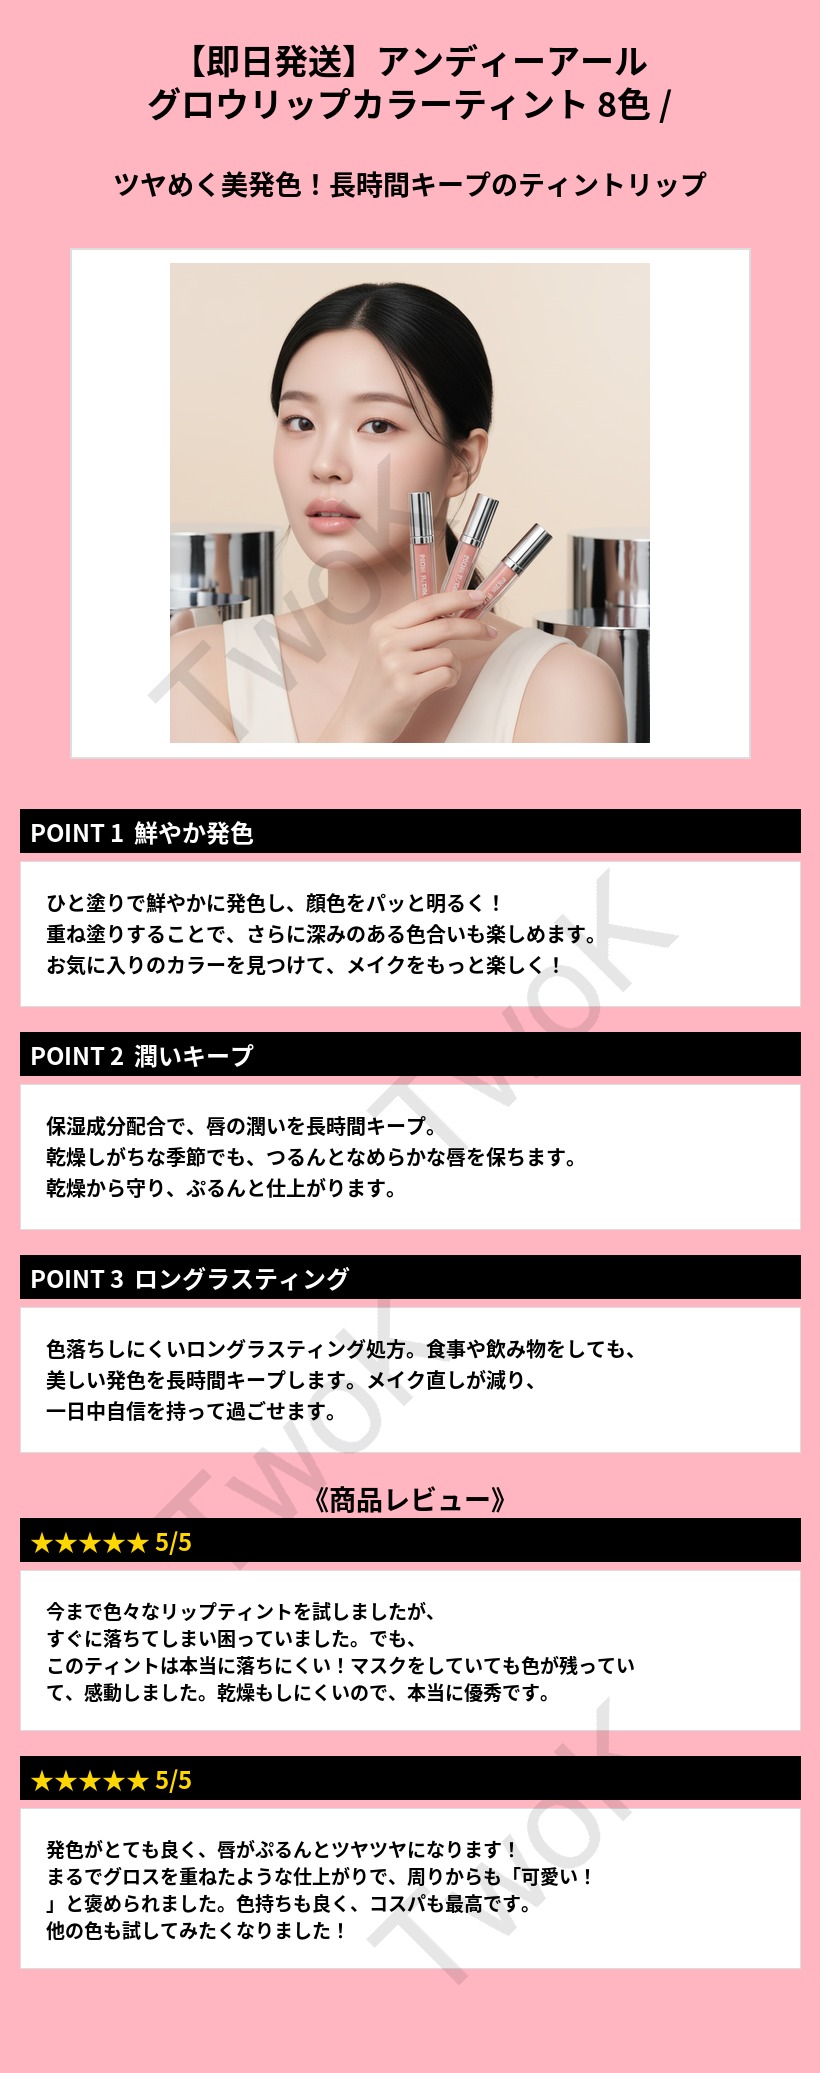 【即日発送】アンディーアール
グロウリップカラーティント 8色 /
ツヤめく美発色！長時間キープのティントリップ
TwoK
POINT 1 鮮やか発色
ひと塗りで鮮やかに発色し、顔色をパッと明るく！
重ね塗りすることで、さらに深みのある色合いも楽しめます。
お気に入りのカラーを見つけて、メイクをもっと楽しく！
TwoK
POINT 2 潤いキープ
保湿成分配合で、唇の潤いを長時間キープ。
乾燥しがちな季節でも、つるんとなめらかな唇を保ちます。
乾燥から守り、ぷるんと仕上がります。
POINT 3 ロングラスティング
色落ちしにくいロングラスティング処方。食事や飲み物をしても、
美しい発色を長時間キープします。メイク直しが減り、
一日中自信を持って過ごせます。
TwoK
《商品レビュー》
★★★★★ 5/5
今まで色々なリップティントを試しましたが、
すぐに落ちてしまい困っていました。でも、
このティントは本当に落ちにくい！マスクをしていても色が残ってい
て、感動しました。乾燥もしにくいので、本当に優秀です。
★★★★★ 5/5
発色がとても良く、唇がぷるんとツヤツヤになります！
まるでグロスを重ねたような仕上がりで、周りからも「可愛い！
」と褒められました。色持ちも良く、コスパも最高です。
他の色も試してみたくなりました！
TwoK